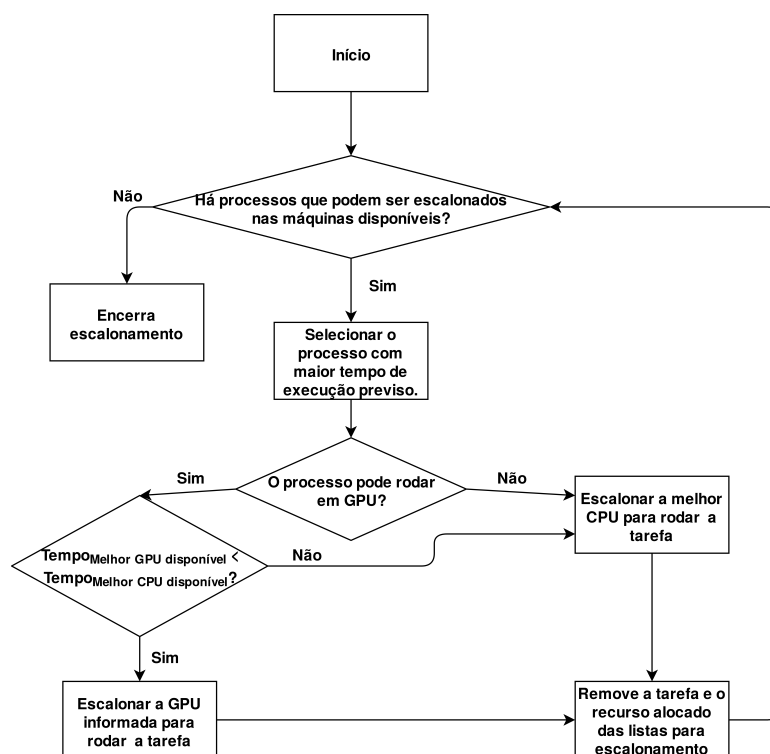 Início
Há processos que podem ser escalonados
nas máquinas disponíveis?
Não
Sim
Encerra
escalonamento
Selecionar o
processo com
maior tempo de
execução previso.
O processo pode rodar
em GPU?
Sim
Não
Escalonar a melhor
CPU para rodar a
tarefa
TempoMelhor GPU disponível <
TempoMelhor CPU disponível?
Não
Sim
Escalonar a GPU
informada para
rodar a tarefa
Remove a tarefa e o
recurso alocado
das listas para
escalonamento